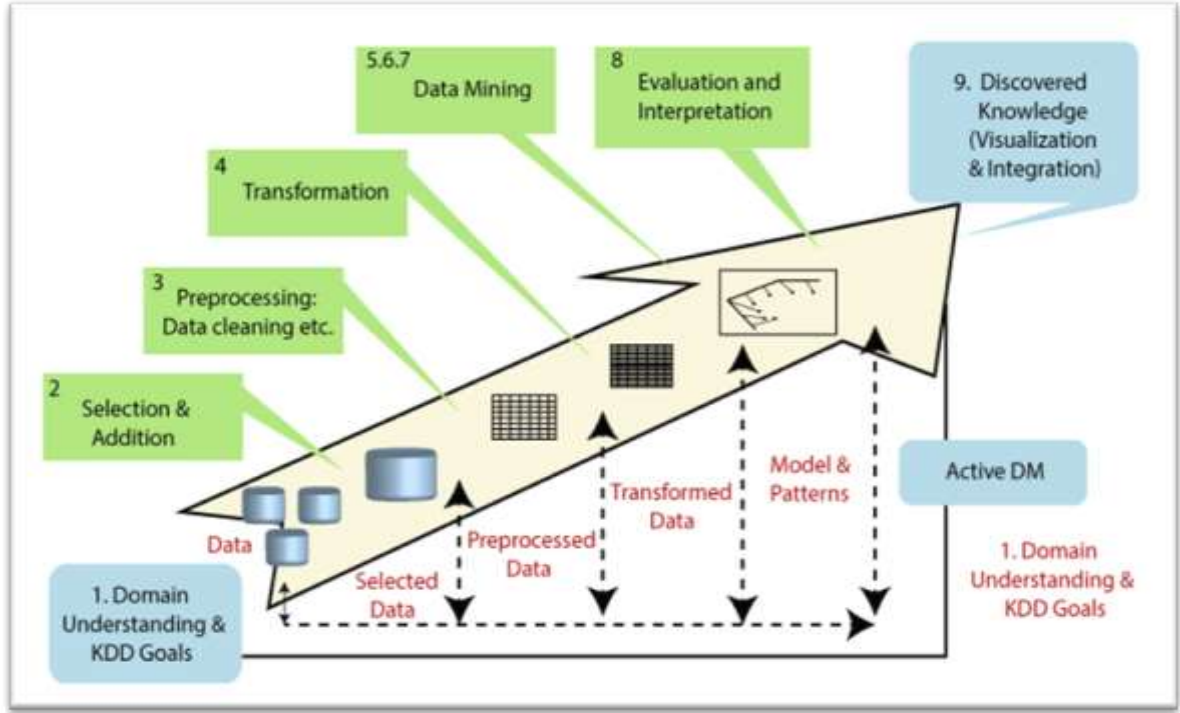 5.6.7
Data Mining
8
Evaluation and
Interpretation
9. Discovered
Knowledge
(Visualization
& Integration)
4
Transformation
3
Preprocessing:
Data cleaning etc.
2
Selection &
Addition
Data
Selected
Data
Preprocessed
Data
Transformed
Data
Model &
Patterns
Active DM
1. Domain
Understanding &
KDD Goals
1. Domain
Understanding &
KDD Goals